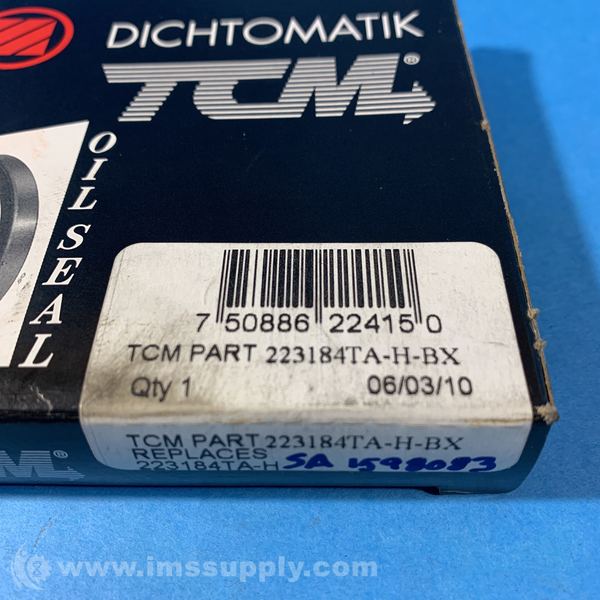 DICHTOMATIK
TCM®
OIL SEAL
7 50886 22415 0
TCM PART 223184TA-H-BX
Qty 1 06/03/10
TCM PART 223184TA-H-BX
REPLACES
223184TA-H SA 1598083
TCM
www.imssupply.com